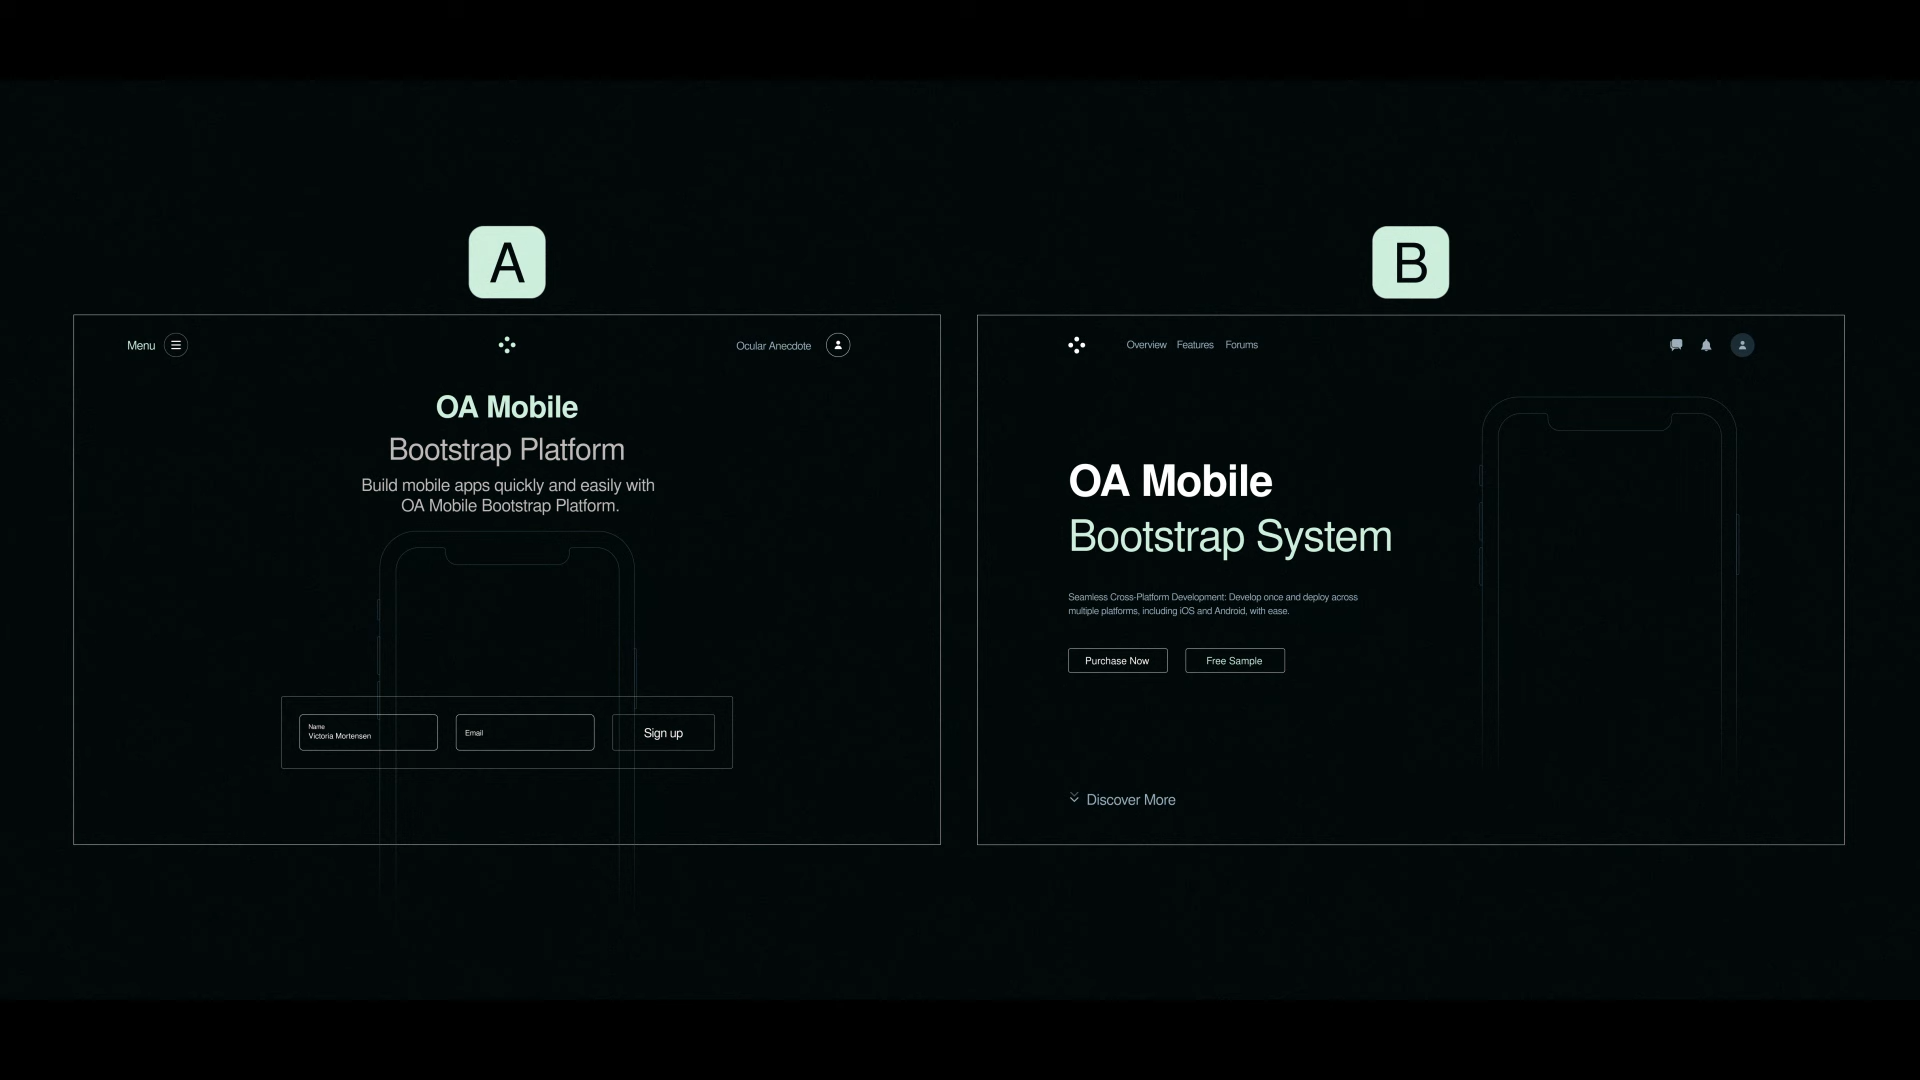 A
Menu
Ocular Anecdote
OA Mobile
Bootstrap Platform
Build mobile apps quickly and easily with
OA Mobile Bootstrap Platform.
Name
Victoria Mortensen
Email
Sign up
B
Overview Features Forums
OA Mobile
Bootstrap System
Seamless Cross-Platform Development: Develop once and deploy across
multiple platforms, including iOS and Android, with ease.
Purchase Now
Free Sample
Discover More